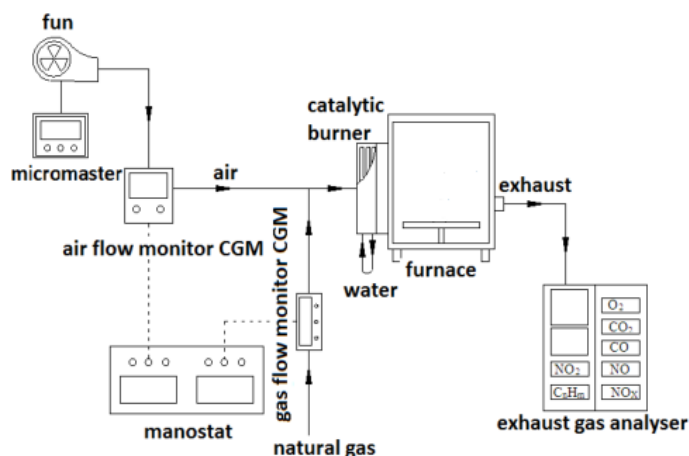 fun
micromaster
air flow monitor CGM
air
gas flow monitor CGM
manostat
natural gas
catalytic
burner
water
furnace
exhaust
O2
CO2
CO
NO2
NO
CnHm
NOX
exhaust gas analyser